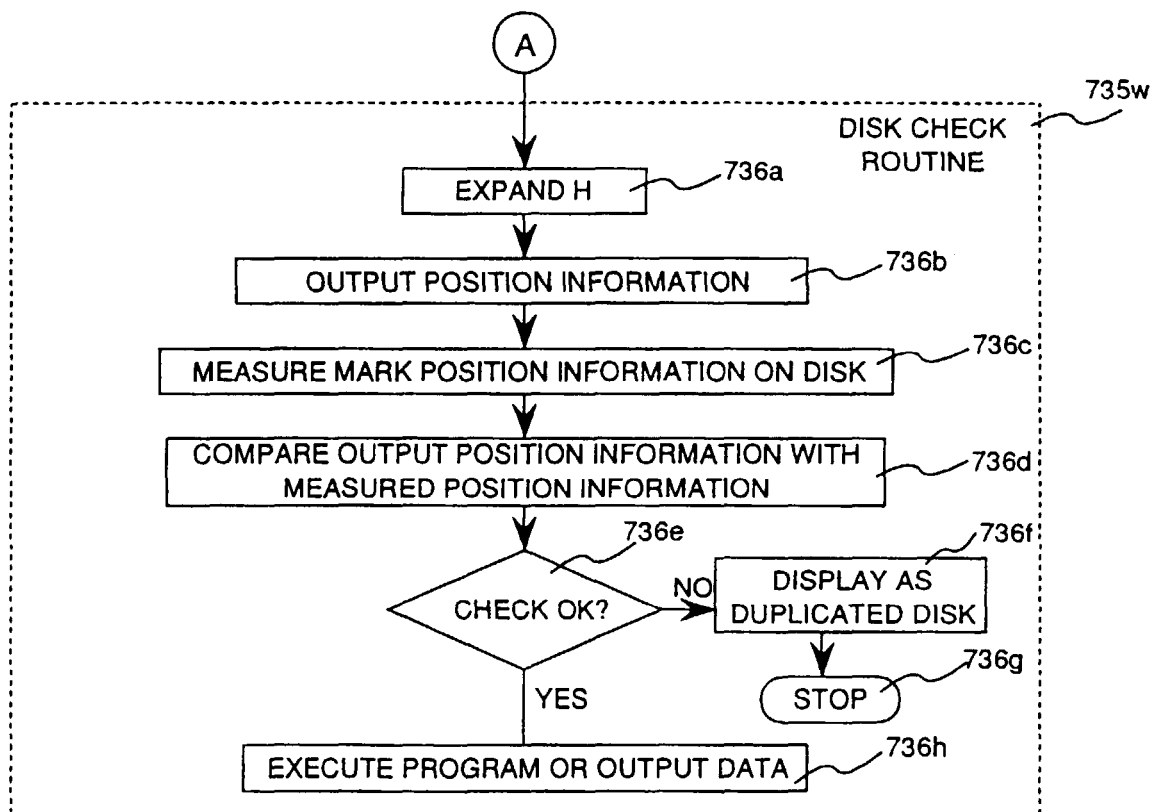 A
735w
DISK CHECK
ROUTINE
EXPAND H
736a
OUTPUT POSITION INFORMATION
736b
MEASURE MARK POSITION INFORMATION ON DISK
736c
COMPARE OUTPUT POSITION INFORMATION WITH
MEASURED POSITION INFORMATION
736d
CHECK OK?
736e
NO
DISPLAY AS
DUPLICATED DISK
736f
STOP
736g
YES
EXECUTE PROGRAM OR OUTPUT DATA
736h